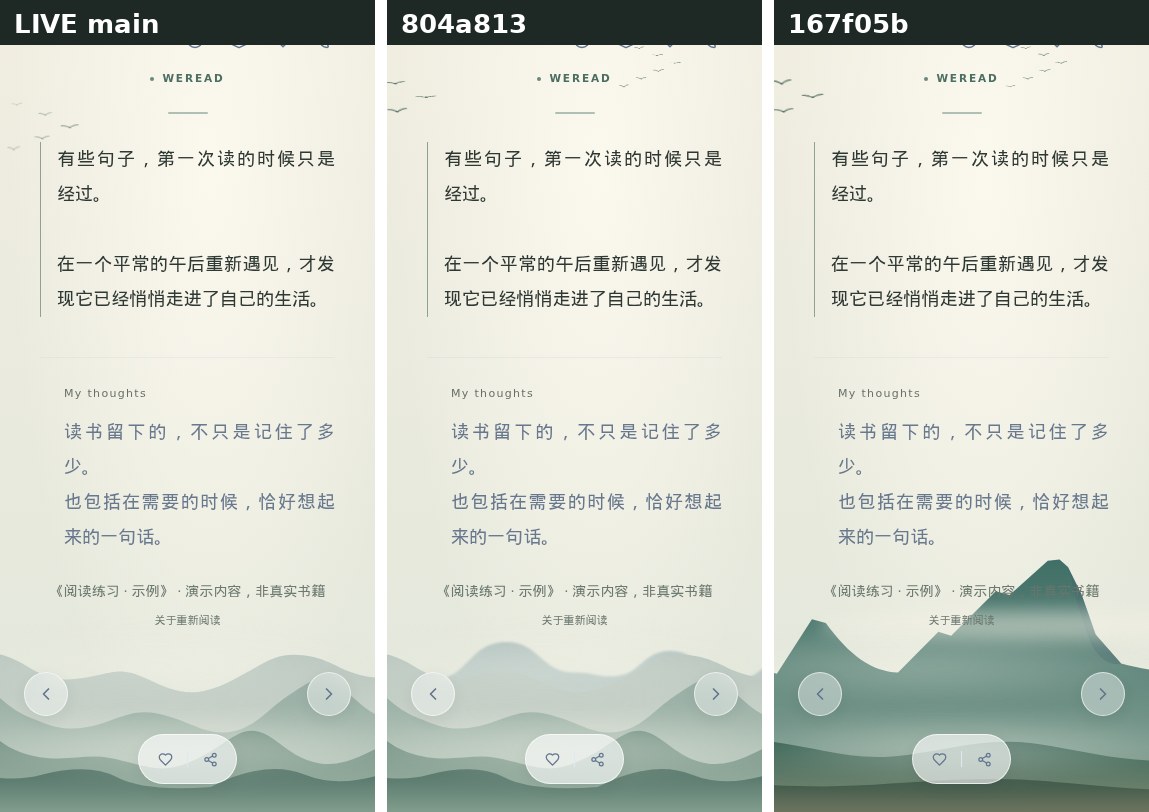 LIVE main
• WEREAD
有些句子，第一次读的时候只是
经过。
在一个平常的午后重新遇见，才发
现它已经悄悄走进了自己的生活。
My thoughts
读书留下的，不只是记住了多
少。
也包括在需要的时候，恰好想起
来的一句话。
《阅读练习·示例》 · 演示内容，非真实书籍
关于重新阅读
804a813
• WEREAD
有些句子，第一次读的时候只是
经过。
在一个平常的午后重新遇见，才发
现它已经悄悄走进了自己的生活。
My thoughts
读书留下的，不只是记住了多
少。
也包括在需要的时候，恰好想起
来的一句话。
《阅读练习·示例》 · 演示内容，非真实书籍
关于重新阅读
167f05b
• WEREAD
有些句子，第一次读的时候只是
经过。
在一个平常的午后重新遇见，才发
现它已经悄悄走进了自己的生活。
My thoughts
读书留下的，不只是记住了多
少。
也包括在需要的时候，恰好想起
来的一句话。
《阅读练习·示例》 · 演示内容，非真实书籍
关于重新阅读